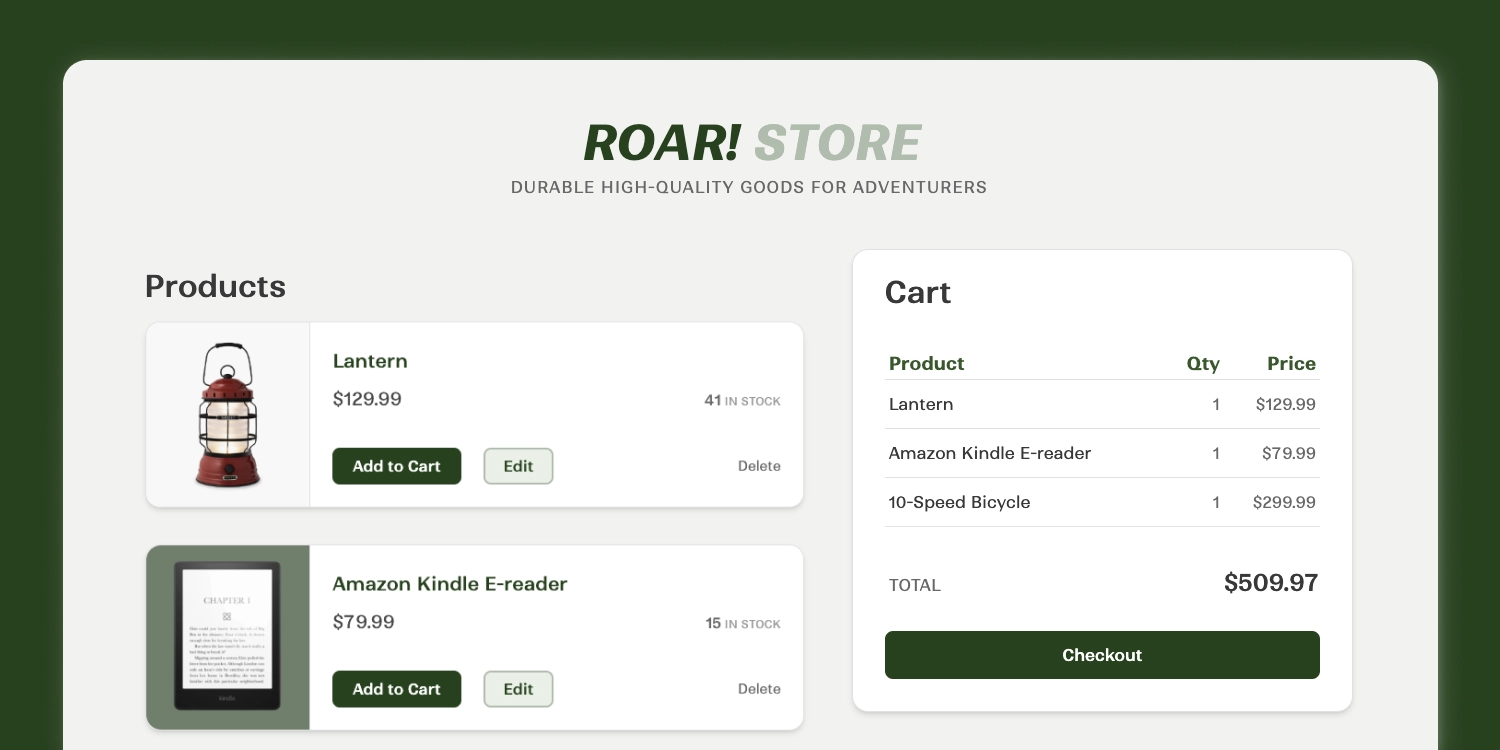 ROAR! STORE
DURABLE HIGH-QUALITY GOODS FOR ADVENTURERS
Products
Lantern
$129.99
41 IN STOCK
Add to Cart Edit Delete
CHAPTER 1
kindle
Amazon Kindle E-reader
$79.99
15 IN STOCK
Add to Cart Edit Delete
Cart
Product Qty Price
Lantern 1 $129.99
Amazon Kindle E-reader 1 $79.99
10-Speed Bicycle 1 $299.99
TOTAL $509.97
Checkout